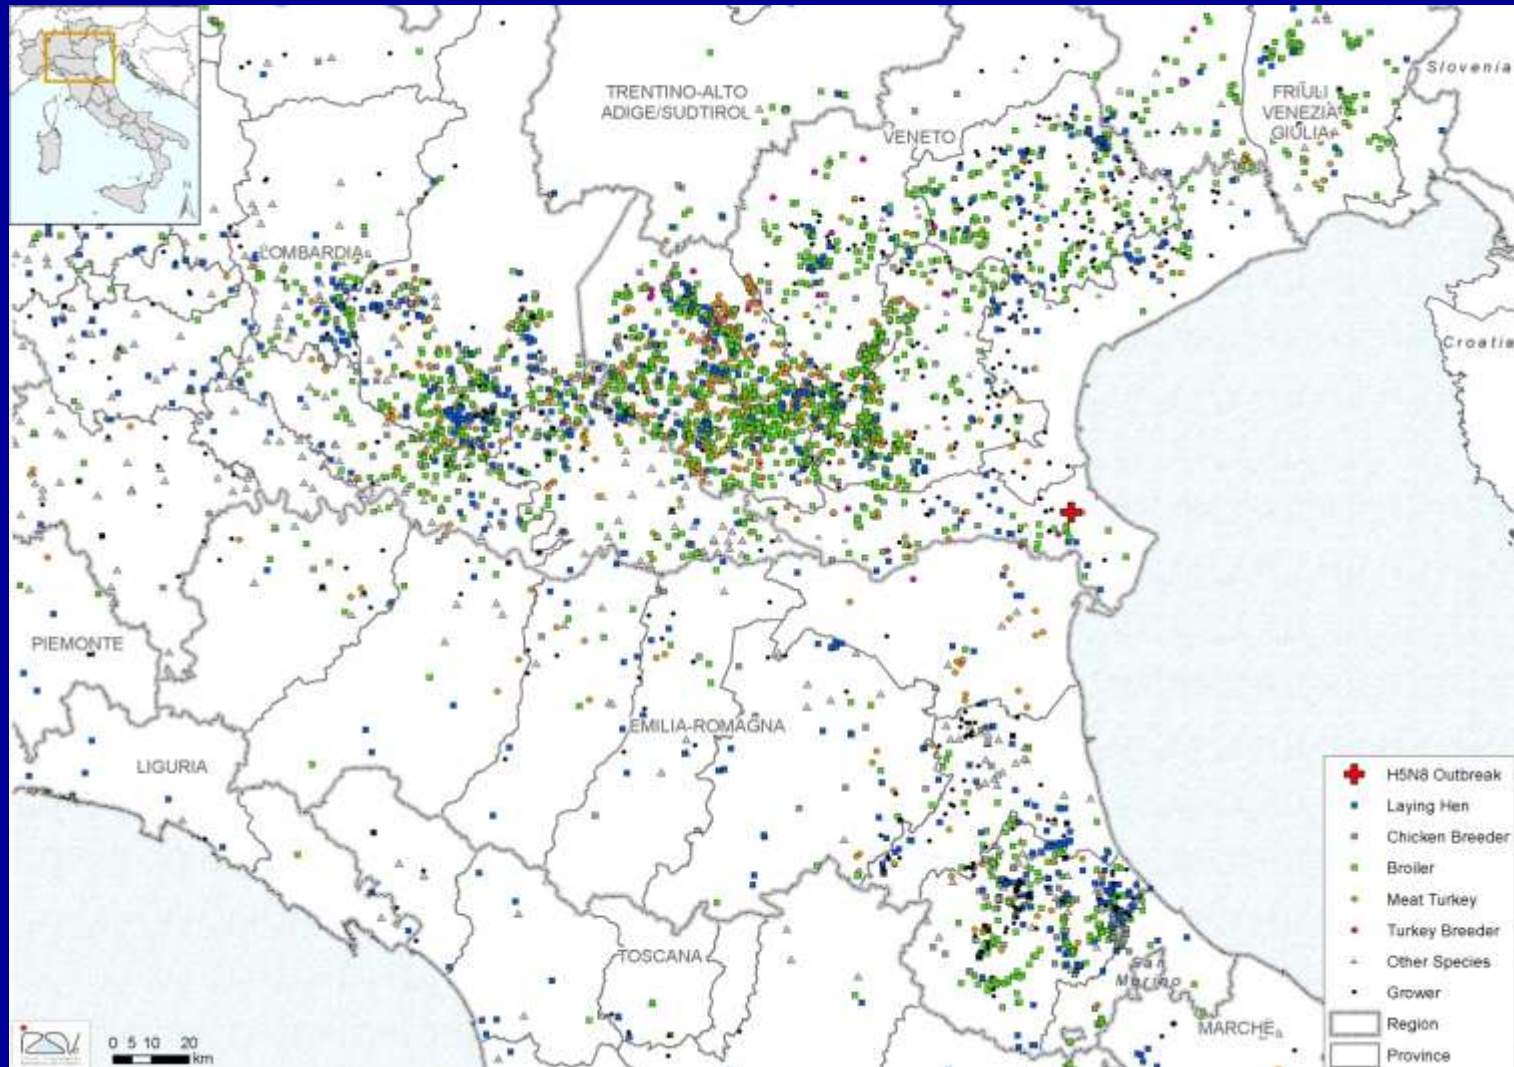 N
Slovenia
TRENTINO-ALTO
ADIGE/SUDTIROL
FRIULI
VENEZIA
GIULIA
VENETO
LOMBARDIA
Croatia
PIEMONTE
EMILIA-ROMAGNA
LIGURIA
TOSCANA
San
Marino
MARCHE
H5N8 Outbreak
Laying Hen
Chicken Breeder
Broiler
Meat Turkey
Turkey Breeder
Other Species
Grower
Region
Province
0 5 10 20
km